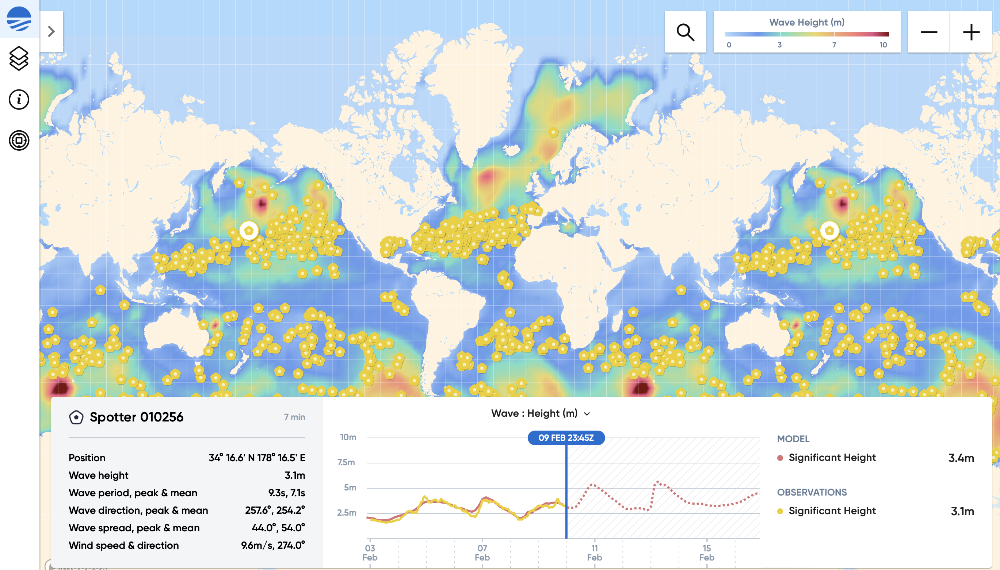 Wave Height (m)
0 3 7 10
Spotter 010256
7 min
Position 34° 16.6' N 178° 16.5' E
Wave height 3.1m
Wave period, peak & mean 9.3s, 7.1s
Wave direction, peak & mean 257.6°, 254.2°
Wave spread, peak & mean 44.0°, 54.0°
Wind speed & direction 9.6m/s, 274.0°
Wave : Height (m)
09 FEB 23:45Z
10m
7.5m
5m
2.5m
03 Feb
07 Feb
11 Feb
15 Feb
MODEL
Significant Height 3.4m
OBSERVATIONS
Significant Height 3.1m